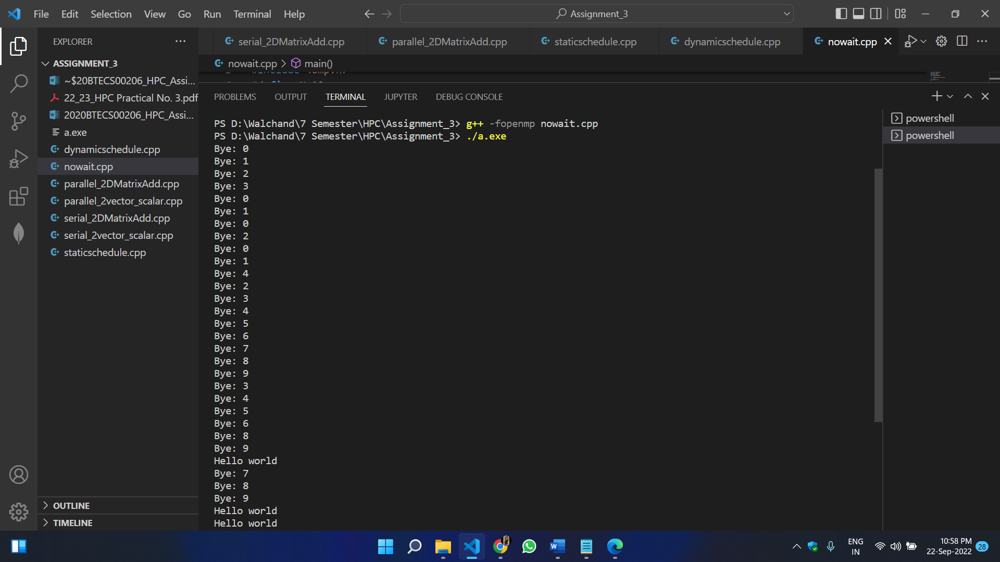 File Edit Selection View Go Run Terminal Help
Assignment_3
EXPLORER
serial_2DMatrixAdd.cpp
parallel_2DMatrixAdd.cpp
staticschedule.cpp
dynamicschedule.cpp
nowait.cpp
ASSIGNMENT_3
~$20BTECS00206_HPC_Assi...
22_23_HPC Practical No. 3.pdf
2020BTECS00206_HPC_Assi...
a.exe
dynamicschedule.cpp
nowait.cpp
parallel_2DMatrixAdd.cpp
parallel_2vector_scalar.cpp
serial_2DMatrixAdd.cpp
serial_2vector_scalar.cpp
staticschedule.cpp
OUTLINE
TIMELINE
nowait.cpp > main()
PROBLEMS OUTPUT TERMINAL JUPYTER DEBUG CONSOLE
PS D:\Walchand\7 Semester\HPC\Assignment_3> g++ -fopenmp nowait.cpp
PS D:\Walchand\7 Semester\HPC\Assignment_3> ./a.exe
Bye: 0
Bye: 1
Bye: 2
Bye: 3
Bye: 0
Bye: 1
Bye: 0
Bye: 2
Bye: 0
Bye: 1
Bye: 4
Bye: 2
Bye: 3
Bye: 4
Bye: 5
Bye: 6
Bye: 7
Bye: 8
Bye: 9
Bye: 3
Bye: 4
Bye: 5
Bye: 6
Bye: 8
Bye: 9
Hello world
Bye: 7
Bye: 8
Bye: 9
Hello world
Hello world
powershell
powershell
ENG
IN
10:58 PM
22-Sep-2022
28